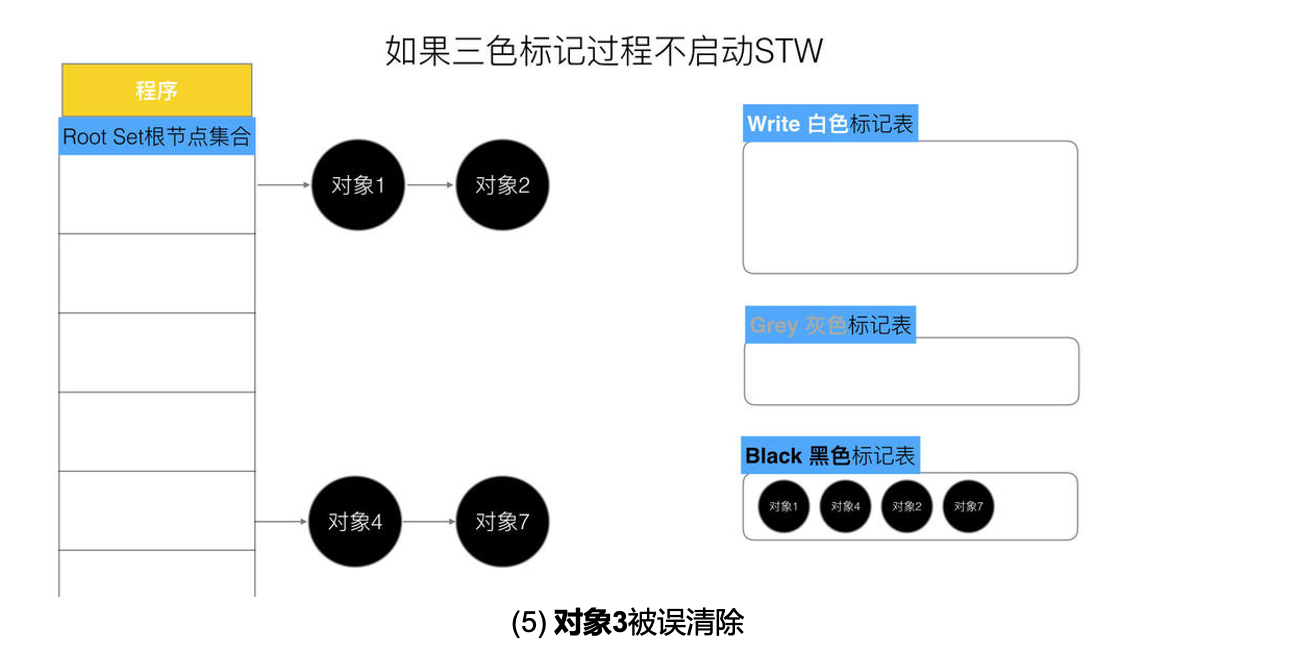 如果三色标记过程不启动STW
程序
Root Set根节点集合
对象1
对象2
对象4
对象7
Write 白色标记表
Grey 灰色标记表
Black 黑色标记表
对象1
对象4
对象2
对象7
(5) 对象3被误清除